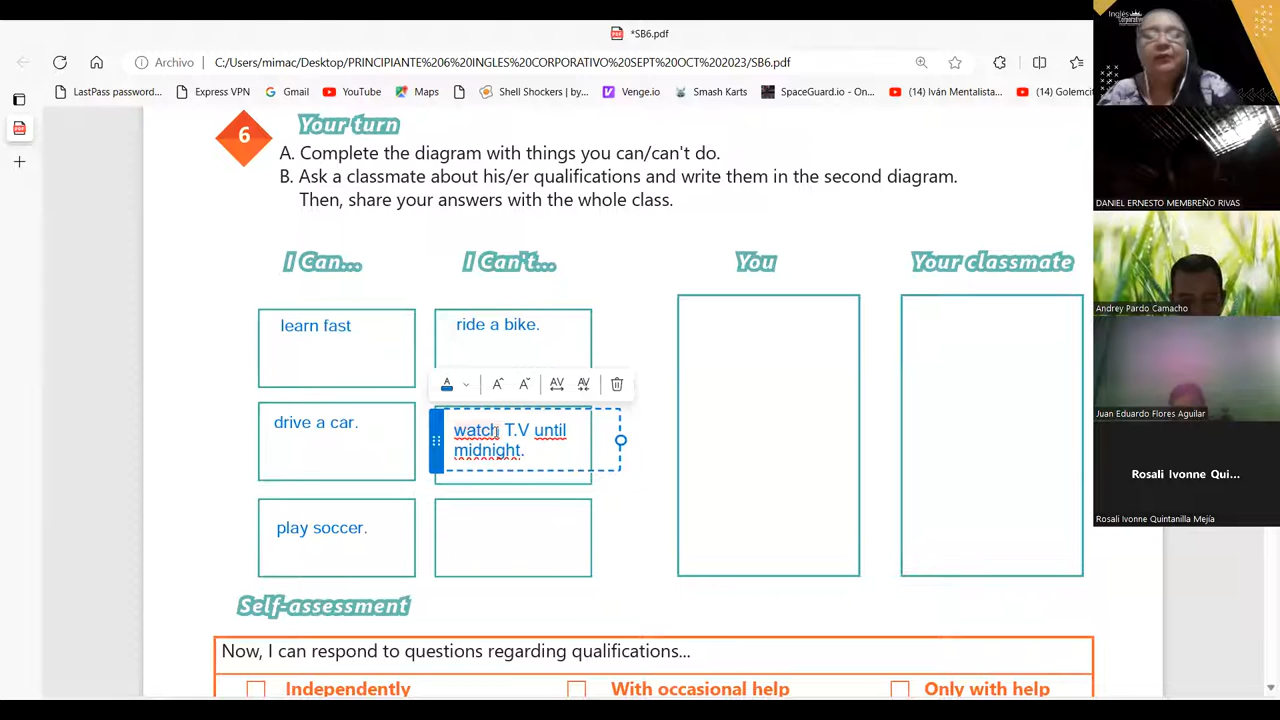 *SB6.pdf
Archivo
C:/Users/mimac/Desktop/PRINCIPIANTE%206%20INGLES%20CORPORATIVO%20SEPT%20OCT%202023/SB6.pdf
LastPass password...
Express VPN
Gmail
YouTube
Maps
Shell Shockers | by...
Venge.io
Smash Karts
SpaceGuard.io - On...
(14) Iván Mentalista...
(14) Golemcit
6
Your turn
A. Complete the diagram with things you can/can't do.
B. Ask a classmate about his/er qualifications and write them in the second diagram.
Then, share your answers with the whole class.
I Can...
I Can't...
You
Your classmate
learn fast
ride a bike.
drive a car.
watch T.V until
midnight.
play soccer.
Self-assessment
Now, I can respond to questions regarding qualifications...
Independently
With occasional help
Only with help
Inglés
Corporativo
DANIEL ERNESTO MEMBREÑO RIVAS
Andrey Pardo Camacho
Juan Eduardo Flores Aguilar
Rosali Ivonne Qui...
Rosali Ivonne Quintanilla Mejía